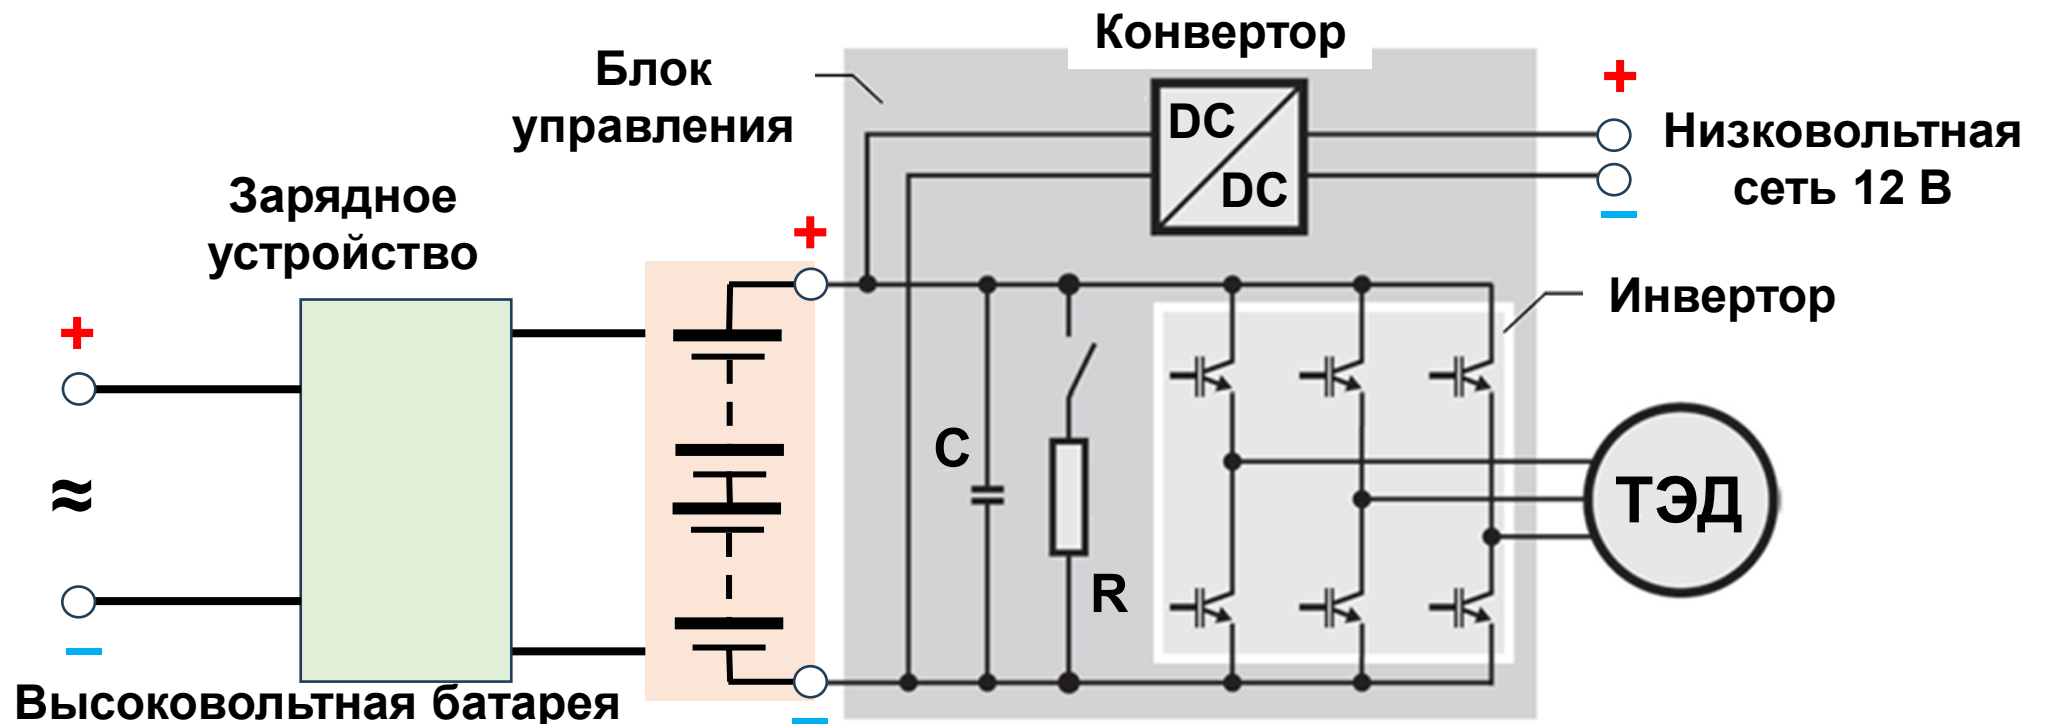 Конвертор
Блок
управления
DC
DC
+
Низковольтная
сеть 12 В
–
Зарядное
устройство
+
Инвертор
+
C
≈
ТЭД
R
–
Высоковольтная батарея
–